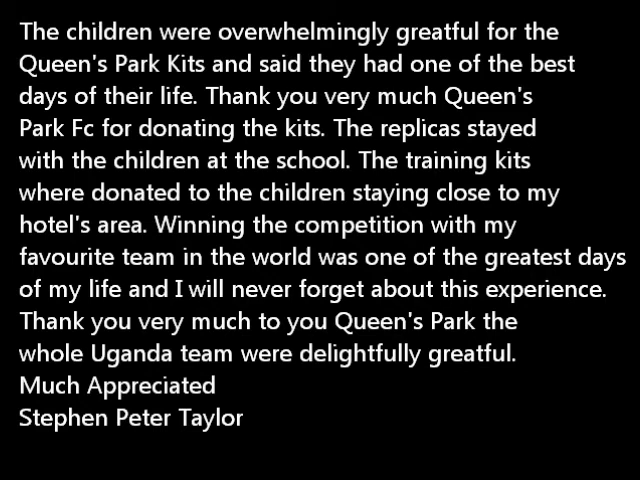 The children were overwhelmingly greatful for the
Queen's Park Kits and said they had one of the best
days of their life. Thank you very much Queen's
Park Fc for donating the kits. The replicas stayed
with the children at the school. The training kits
where donated to the children staying close to my
hotel's area. Winning the competition with my
favourite team in the world was one of the greatest days
of my life and I will never forget about this experience.
Thank you very much to you Queen's Park the
whole Uganda team were delightfully greatful.
Much Appreciated
Stephen Peter Taylor